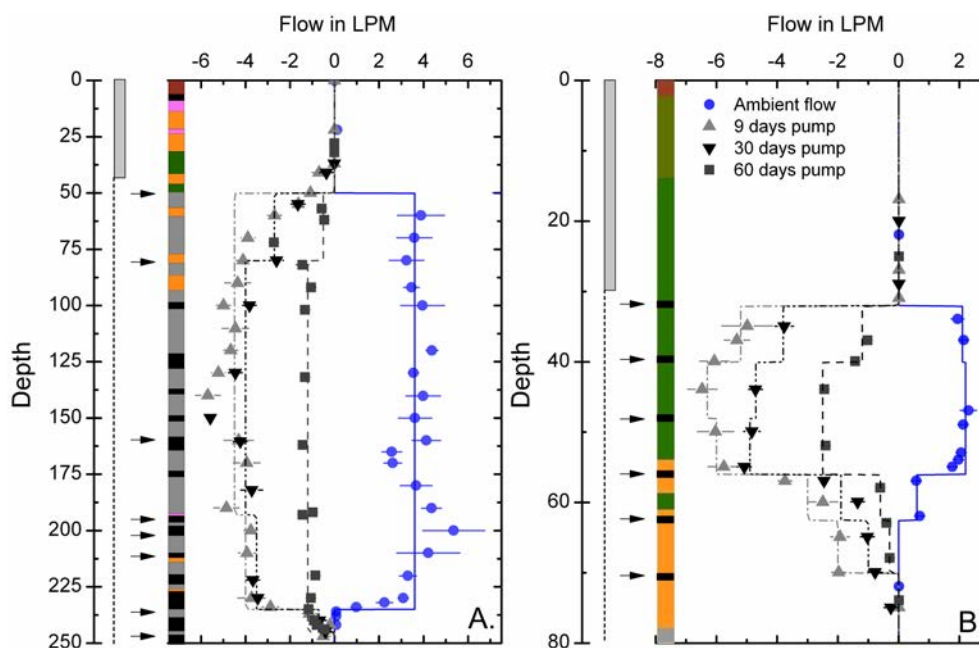 Flow in LPM
Flow in LPM
-6 -4 -2 0 2 4 6
-8 -6 -4 -2 0 2
Depth
0
25
50
75
100
125
150
175
200
225
250
A.
Depth
0
20
40
60
80
Ambient flow
9 days pump
30 days pump
60 days pump
B